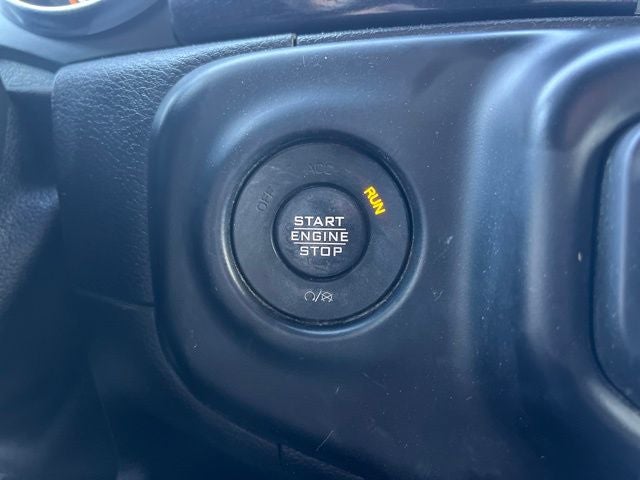 OFF
ACC
RUN
START
ENGINE
STOP